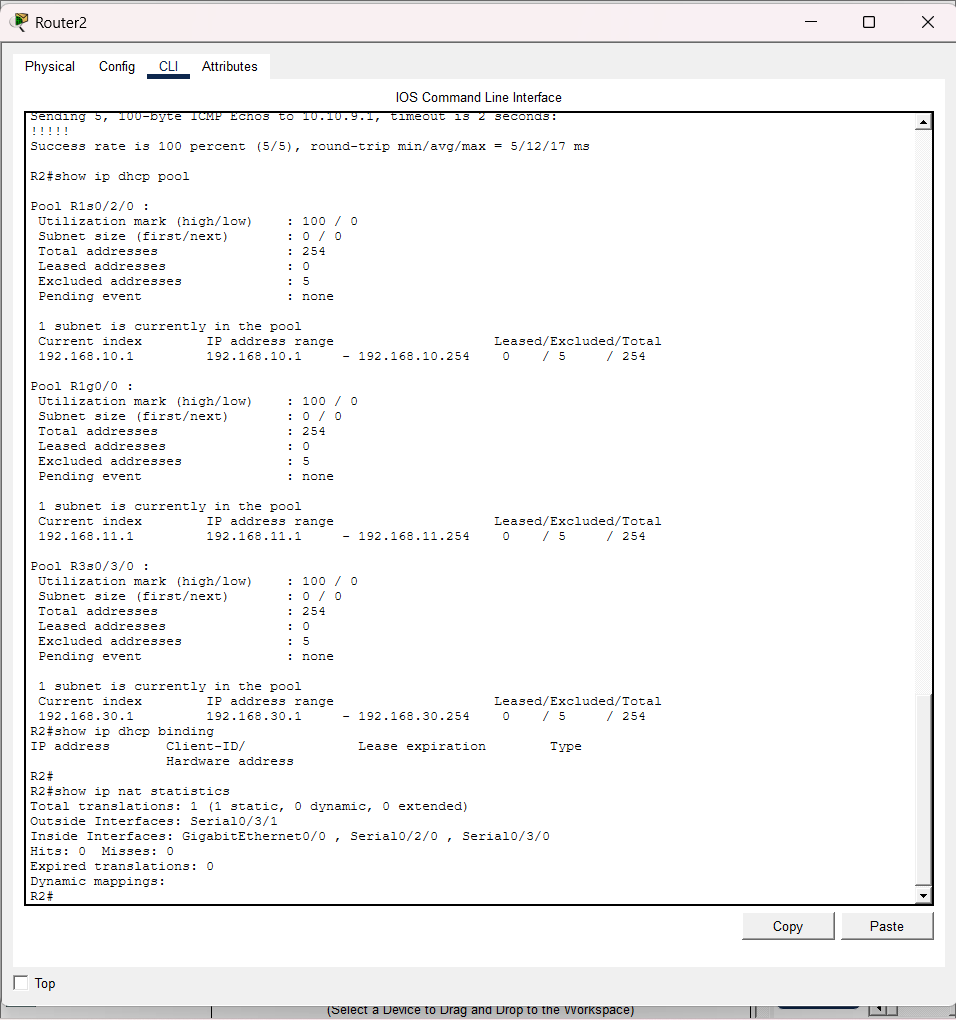 Router2
Physical Config CLI Attributes
IOS Command Line Interface
Sending 5, 100-byte ICMP Echos to 10.10.9.1, timeout is 2 seconds:
!!!!!
Success rate is 100 percent (5/5), round-trip min/avg/max = 5/12/17 ms
R2#show ip dhcp pool
Pool R1s0/2/0 :
Utilization mark (high/low) : 100 / 0
Subnet size (first/next) : 0 / 0
Total addresses : 254
Leased addresses : 0
Excluded addresses : 5
Pending event : none
1 subnet is currently in the pool
Current index IP address range Leased/Excluded/Total
192.168.10.1 192.168.10.1 - 192.168.10.254 0 / 5 / 254
Pool R1g0/0 :
Utilization mark (high/low) : 100 / 0
Subnet size (first/next) : 0 / 0
Total addresses : 254
Leased addresses : 0
Excluded addresses : 5
Pending event : none
1 subnet is currently in the pool
Current index IP address range Leased/Excluded/Total
192.168.11.1 192.168.11.1 - 192.168.11.254 0 / 5 / 254
Pool R3s0/3/0 :
Utilization mark (high/low) : 100 / 0
Subnet size (first/next) : 0 / 0
Total addresses : 254
Leased addresses : 0
Excluded addresses : 5
Pending event : none
1 subnet is currently in the pool
Current index IP address range Leased/Excluded/Total
192.168.30.1 192.168.30.1 - 192.168.30.254 0 / 5 / 254
R2#show ip dhcp binding
IP address Client-ID/ Lease expiration Type
Hardware address
R2#
R2#show ip nat statistics
Total translations: 1 (1 static, 0 dynamic, 0 extended)
Outside Interfaces: Serial0/3/1
Inside Interfaces: GigabitEthernet0/0 , Serial0/2/0 , Serial0/3/0
Hits: 0 Misses: 0
Expired translations: 0
Dynamic mappings:
R2#
Copy Paste
Top
(Select a Device to Drag and Drop to the Workspace)